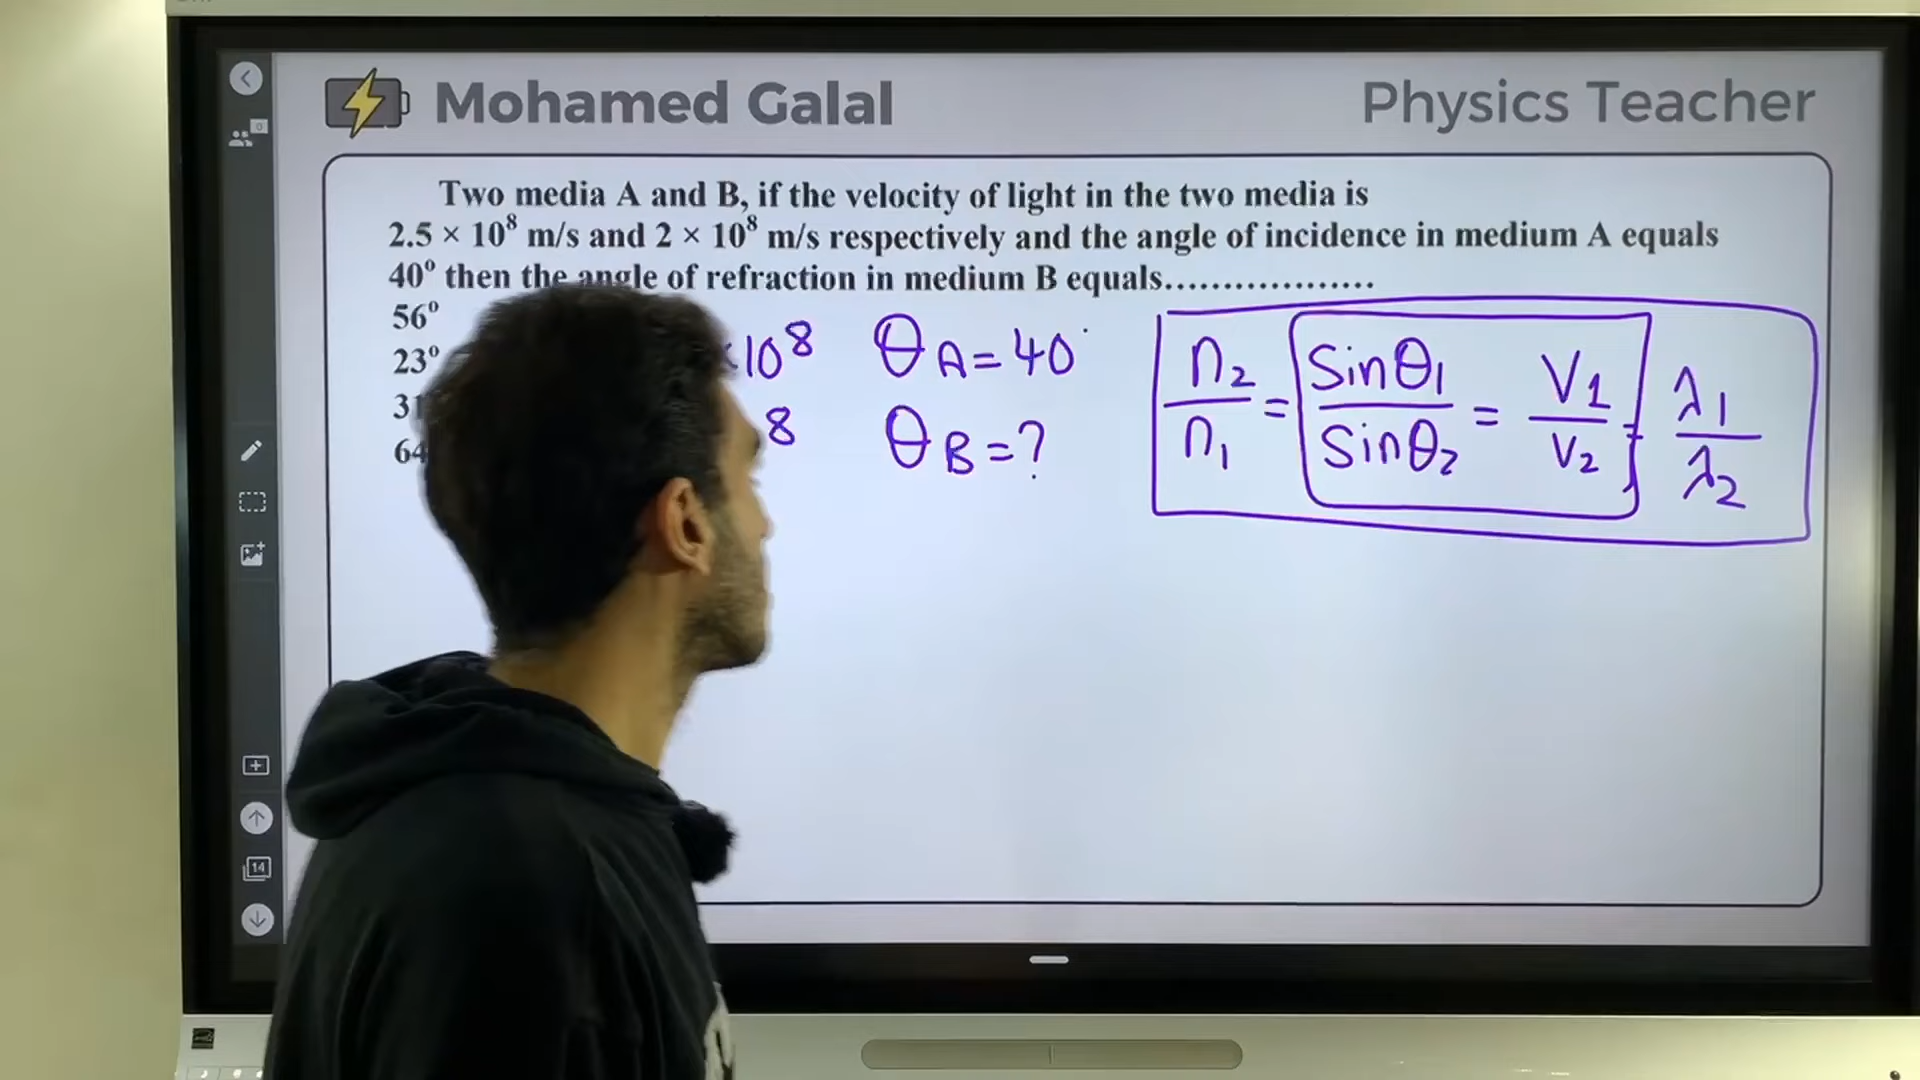 Mohamed Galal
Physics Teacher
0
Two media A and B, if the velocity of light in the two media is
2.5 × 10⁸ m/s and 2 × 10⁸ m/s respectively and the angle of incidence in medium A equals
40° then the angle of refraction in medium B equals..................
56°
23°
×10⁸ θA=40°
8 θB=?
n₂/n₁ = Sinθ₁/Sinθ₂ = V₁/V₂ = λ₁/λ₂
14